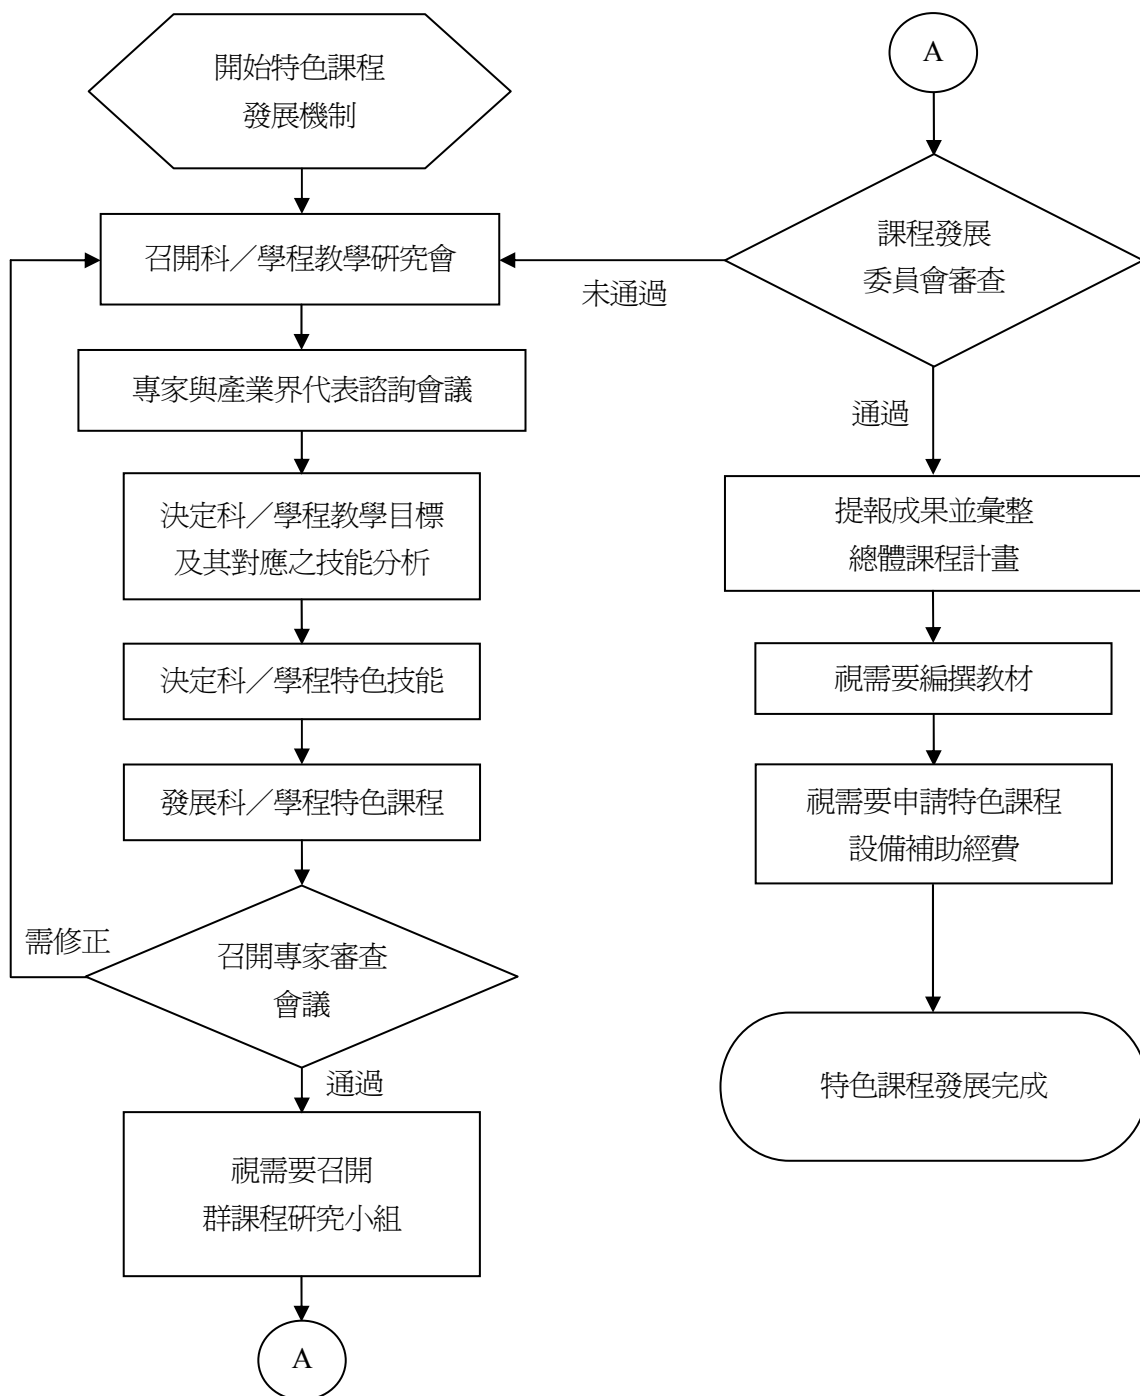 開始特色課程
發展機制
召開科／學程教學研究會
專家與產業界代表諮詢會議
決定科／學程教學目標
及其對應之技能分析
決定科／學程特色技能
發展科／學程特色課程
需修正
召開專家審查
會議
通過
視需要召開
群課程研究小組
A
A
課程發展
委員會審查
未通過
通過
提報成果並彙整
總體課程計畫
視需要編撰教材
視需要申請特色課程
設備補助經費
特色課程發展完成